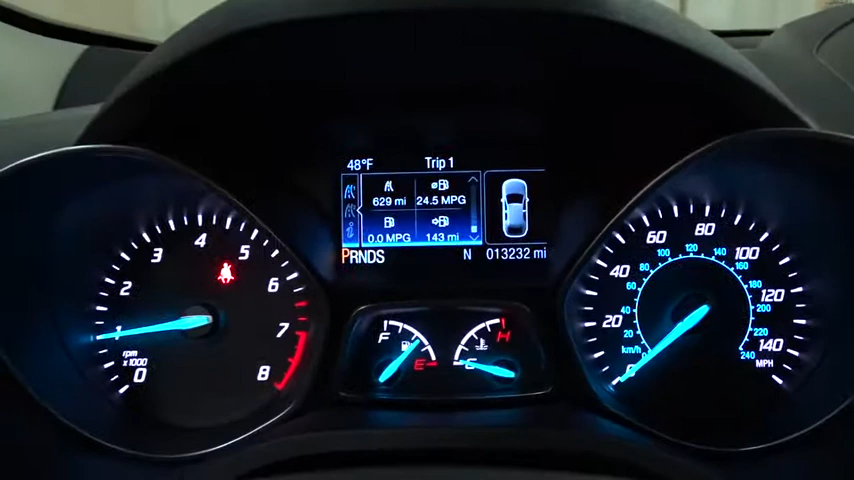 48°F Trip 1
629 mi 24.5 MPG
0.0 MPG 143 mi
PRNDS N 013232 mi
0
1
2
3
4
5
6
7
8
rpm
x1000
F E
C H
0
20
40
60
80
100
120
140
MPH
km/h
20
40
60
80
100
120
140
160
180
200
220
240